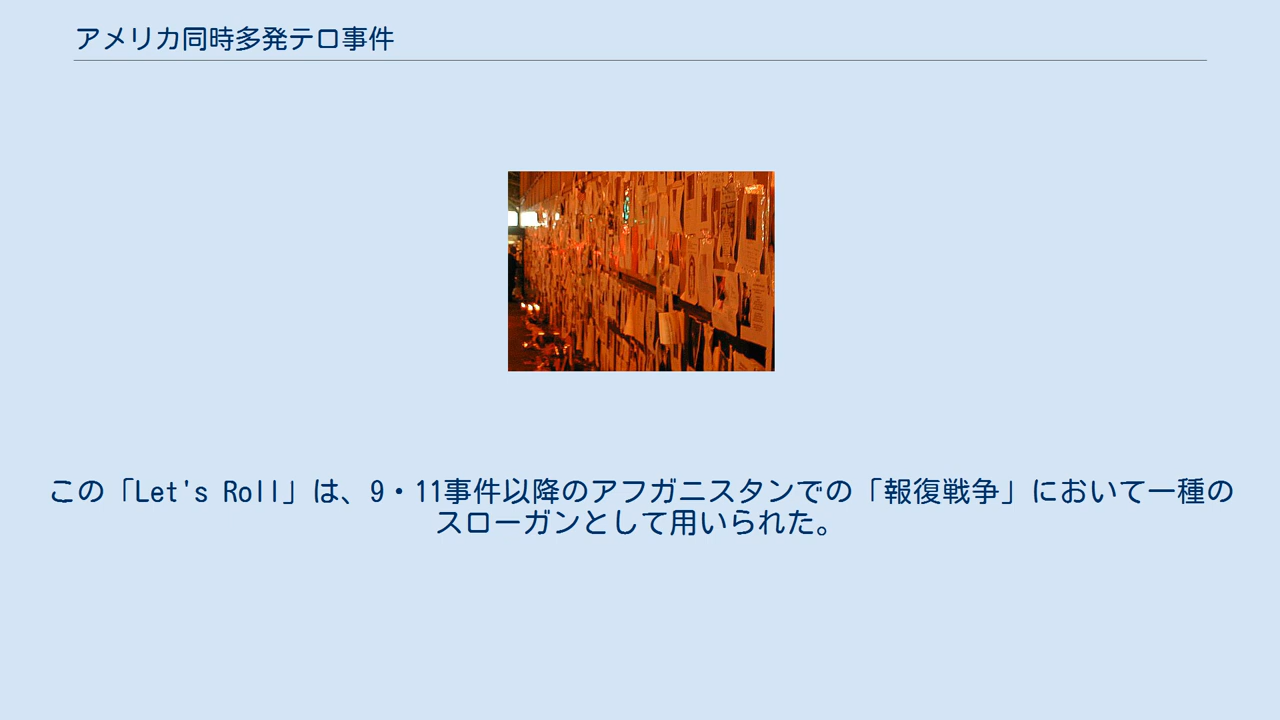 アメリカ同時多発テロ事件
この「Let's Roll」は、9・11事件以降のアフガニスタンでの「報復戦争」において一種の
スローガンとして用いられた。